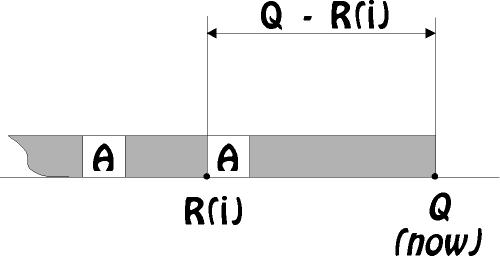 Q - R(i)
A A
R(i) Q
(now)